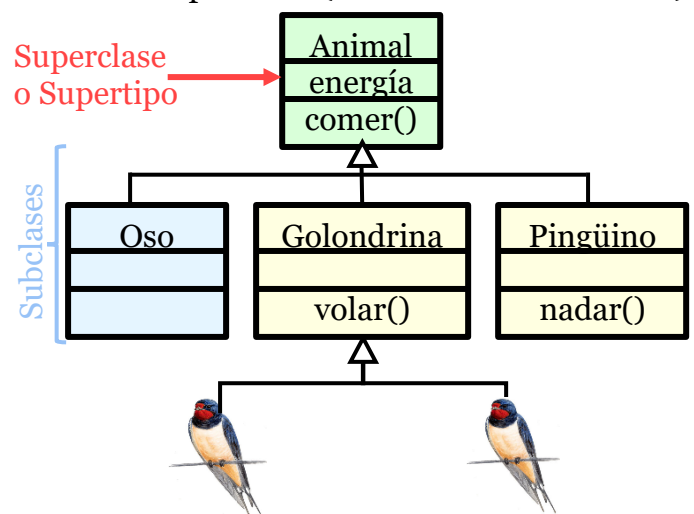 Animal
Superclase
o Supertipo
energía
comer()
Subclases
Oso
Golondrina
Pingüino
volar()
nadar()